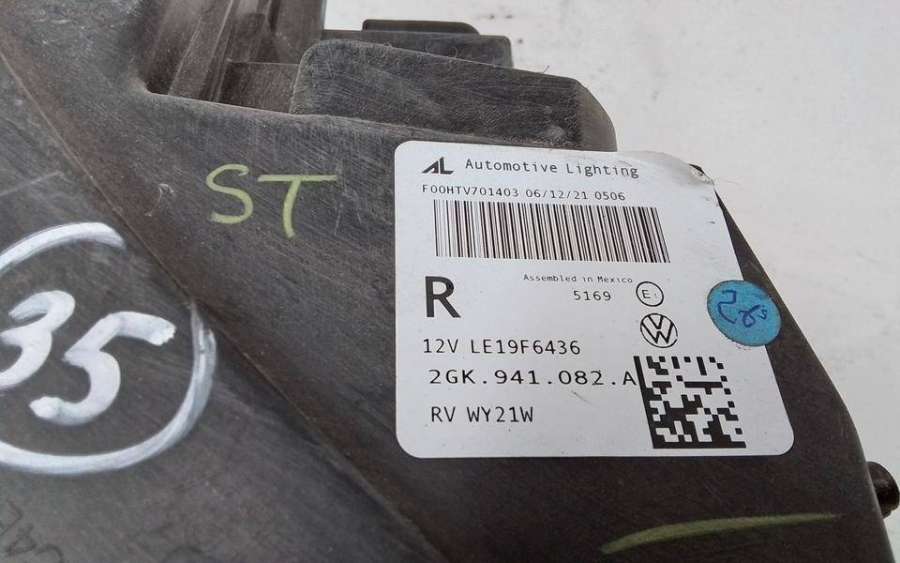 ST
35
AL Automotive Lighting
F00HTV701403 06/12/21 0506
Assembled in Mexico
R
5169 E
VW
12V LE19F6436
2GK.941.082.A
RV WY21W